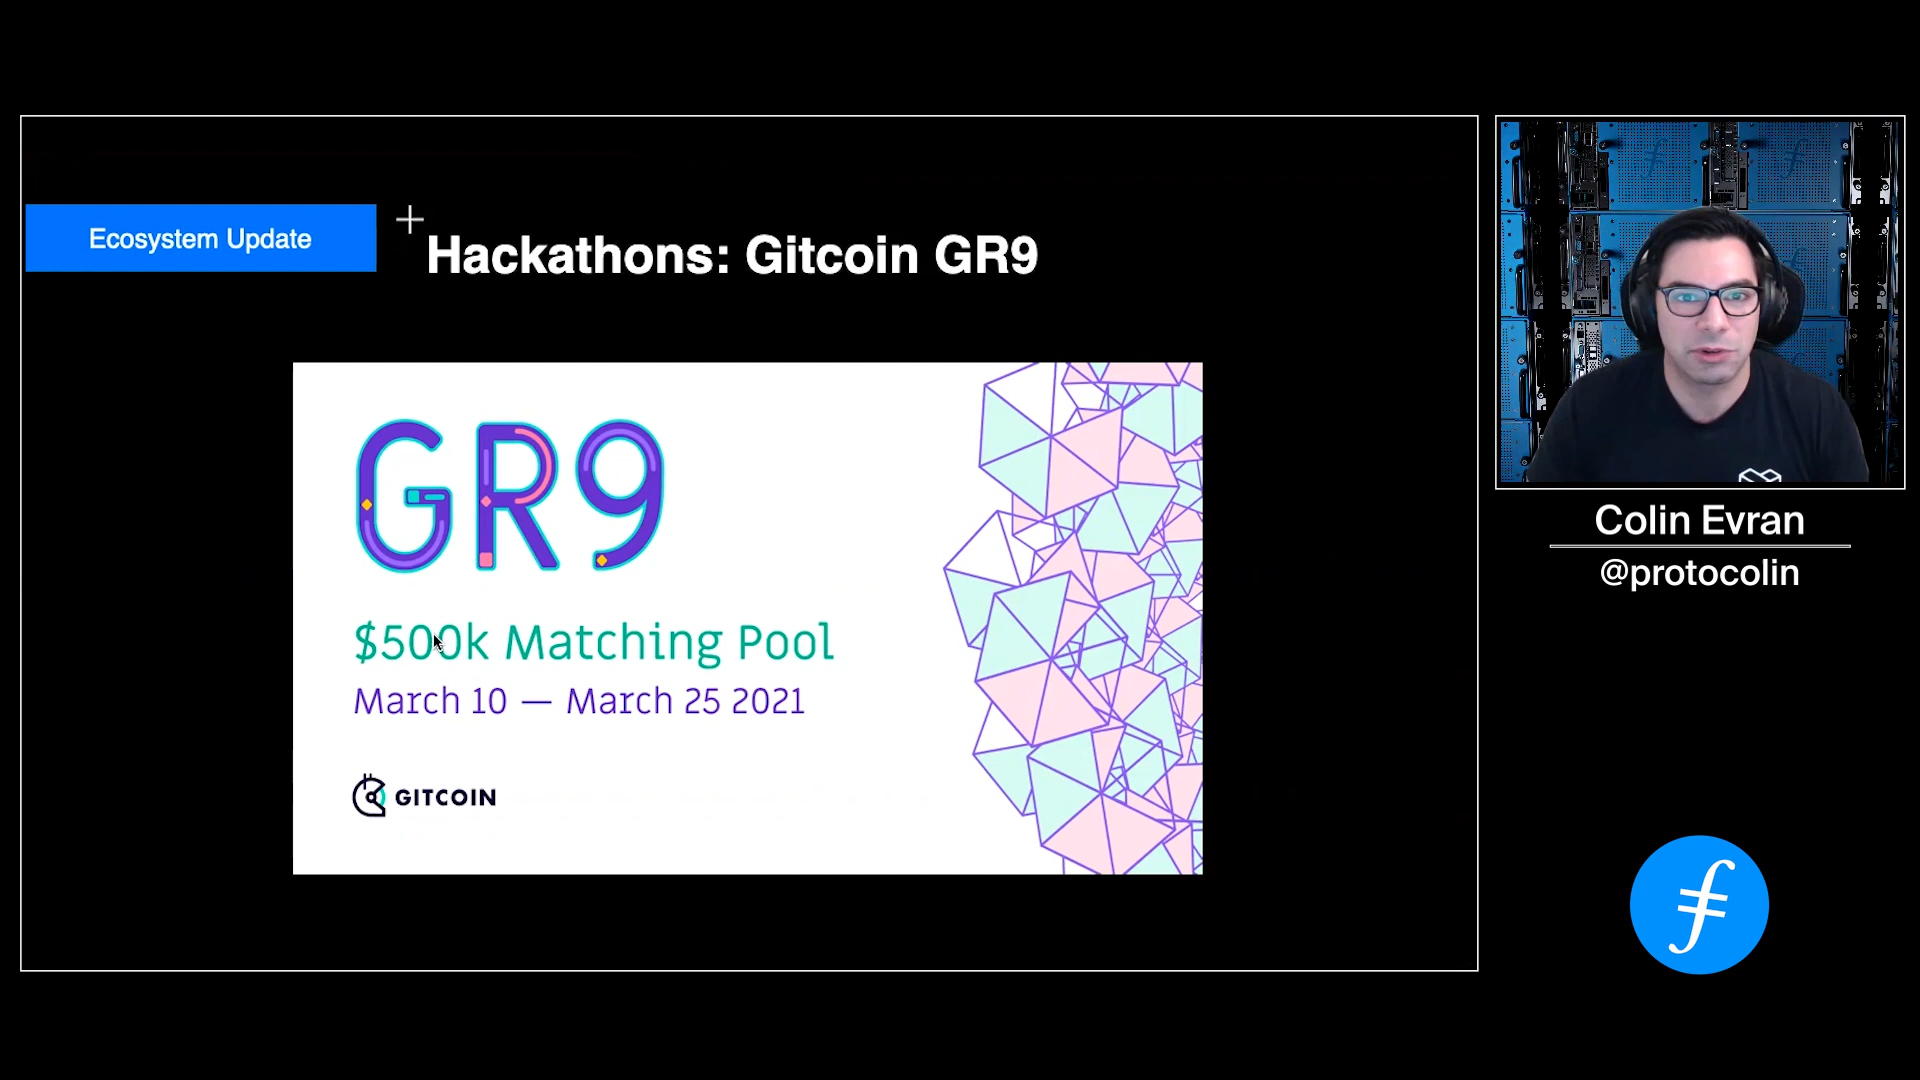 Ecosystem Update
Hackathons: Gitcoin GR9
GR9
$500k Matching Pool
March 10 — March 25 2021
GITCOIN
Colin Evran
@protocolin